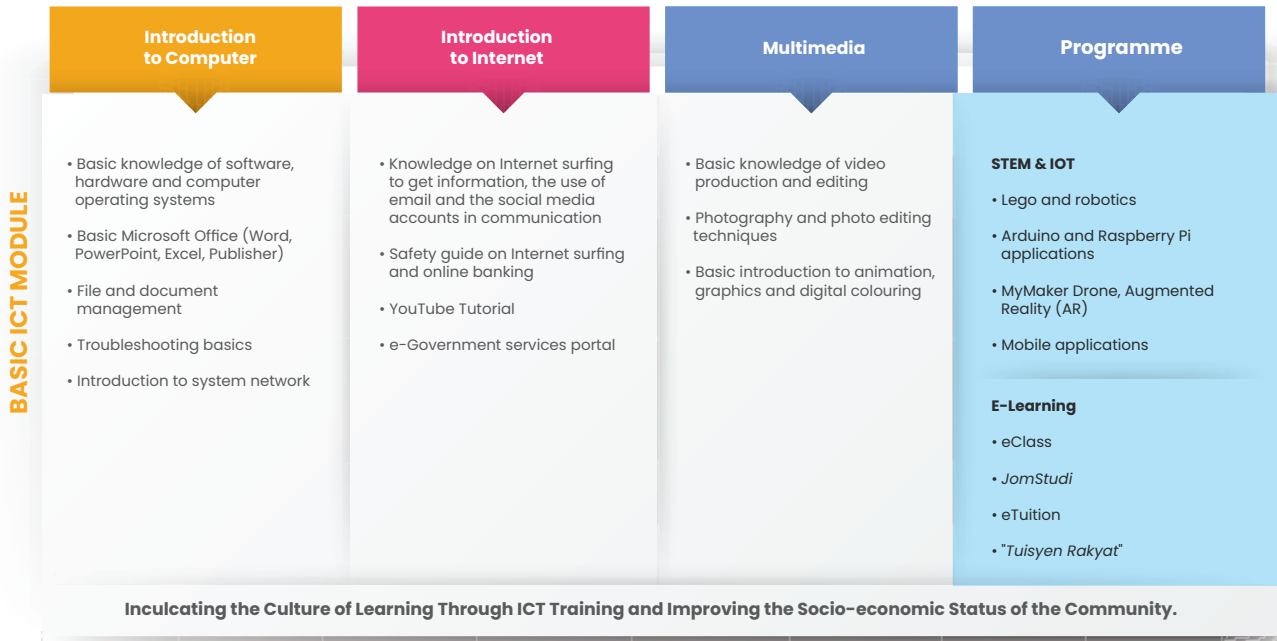 BASIC ICT MODULE
Introduction
to Computer
• Basic knowledge of software,
hardware and computer
operating systems
• Basic Microsoft Office (Word,
PowerPoint, Excel, Publisher)
• File and document
management
• Troubleshooting basics
• Introduction to system network
Introduction
to Internet
• Knowledge on Internet surfing
to get information, the use of
email and the social media
accounts in communication
• Safety guide on Internet surfing
and online banking
• YouTube Tutorial
• e-Government services portal
Multimedia
• Basic knowledge of video
production and editing
• Photography and photo editing
techniques
• Basic introduction to animation,
graphics and digital colouring
Programme
STEM & IOT
• Lego and robotics
• Arduino and Raspberry Pi
applications
• MyMaker Drone, Augmented
Reality (AR)
• Mobile applications
E-Learning
• eClass
• JomStudi
• eTuition
• "Tuisyen Rakyat"
Inculcating the Culture of Learning Through ICT Training and Improving the Socio-economic Status of the Community.